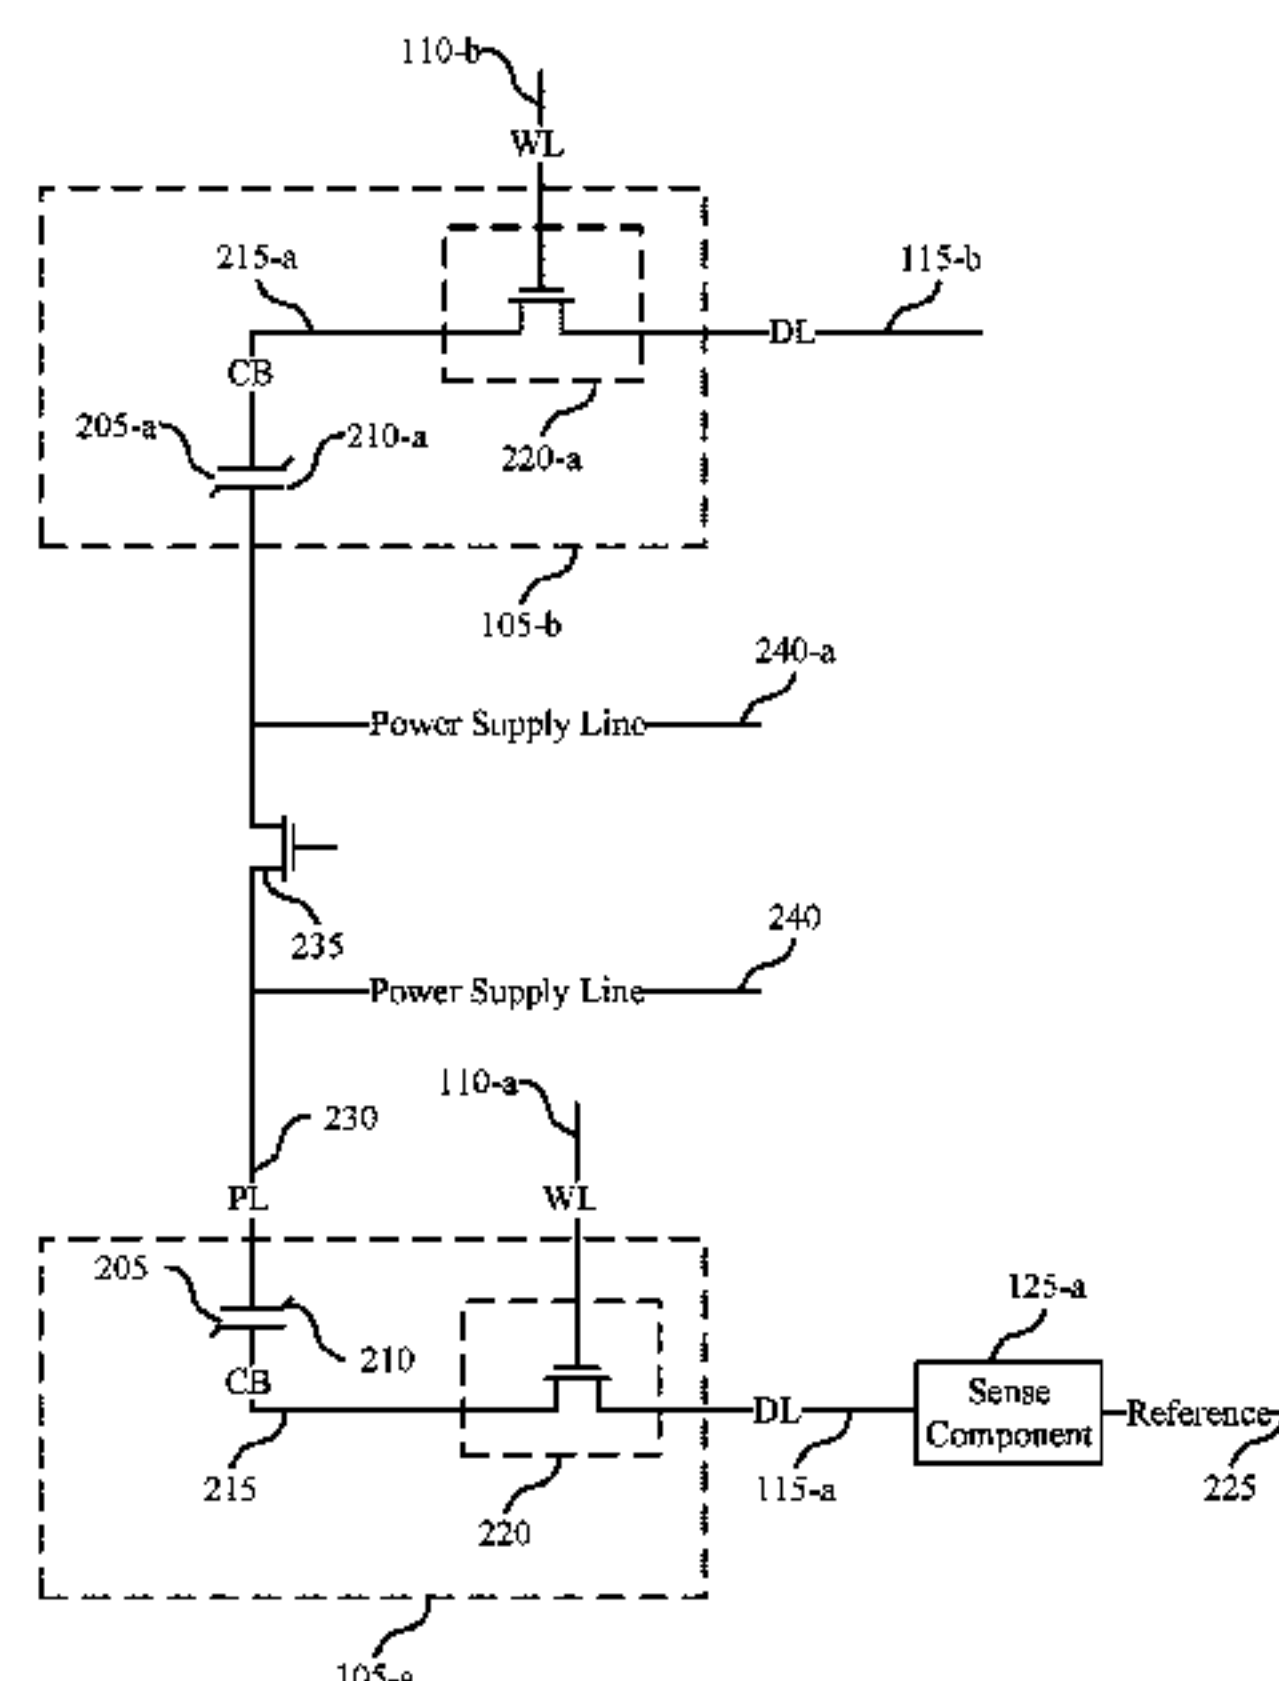 110-b
WL
215-a
115-b
DL
CB
205-a
210-a
220-a
105-b
240-a
Power Supply Line
235
240
Power Supply Line
110-a
230
PL
WL
205
125-a
210
CB
Sense
Component
DL
Reference
215
115-a
225
220
105-a